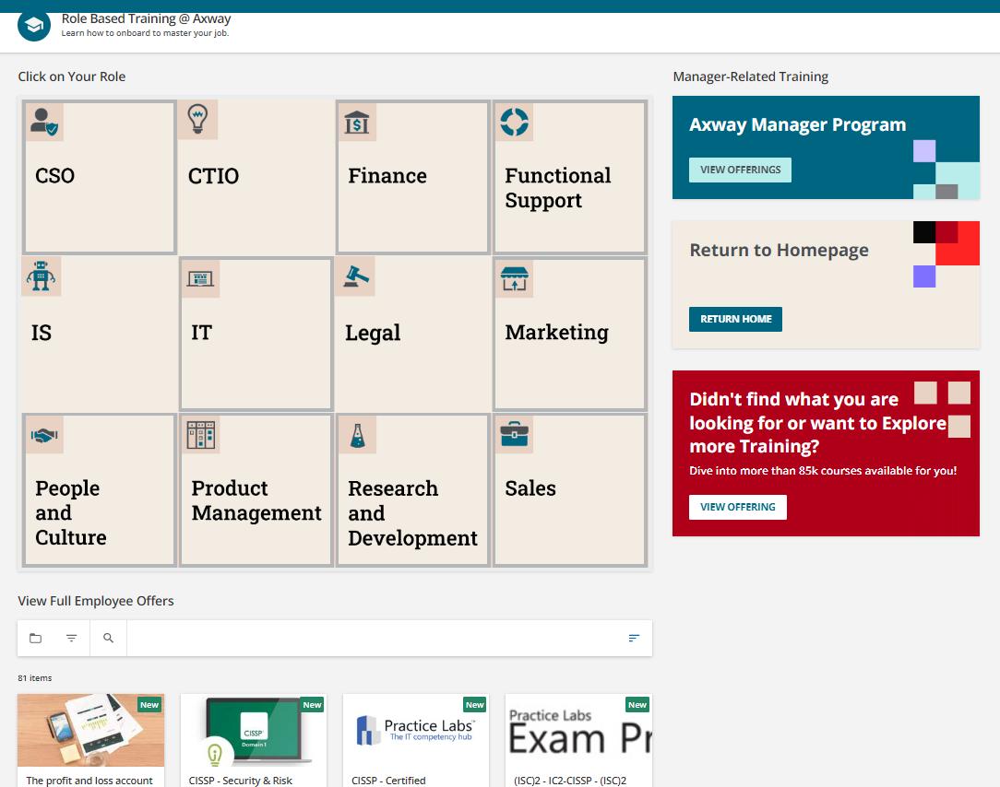 Role Based Training @ Axway
Learn how to onboard to master your job.
Click on Your Role
CSO
CTIO
Finance
Functional
Support
IS
IT
Legal
Marketing
People
and
Culture
Product
Management
Research
and
Development
Sales
Manager-Related Training
Axway Manager Program
VIEW OFFERINGS
Return to Homepage
RETURN HOME
Didn't find what you are
looking for or want to Explore
more Training?
Dive into more than 85k courses available for you!
VIEW OFFERING
View Full Employee Offers
81 items
New
The profit and loss account
New
CISSP
Domain 1
CISSP - Security & Risk
New
Practice Labs™
The IT competency hub
CISSP - Certified
New
Practice Labs
Exam Pr
(ISC)2 - IC2-CISSP - (ISC)2